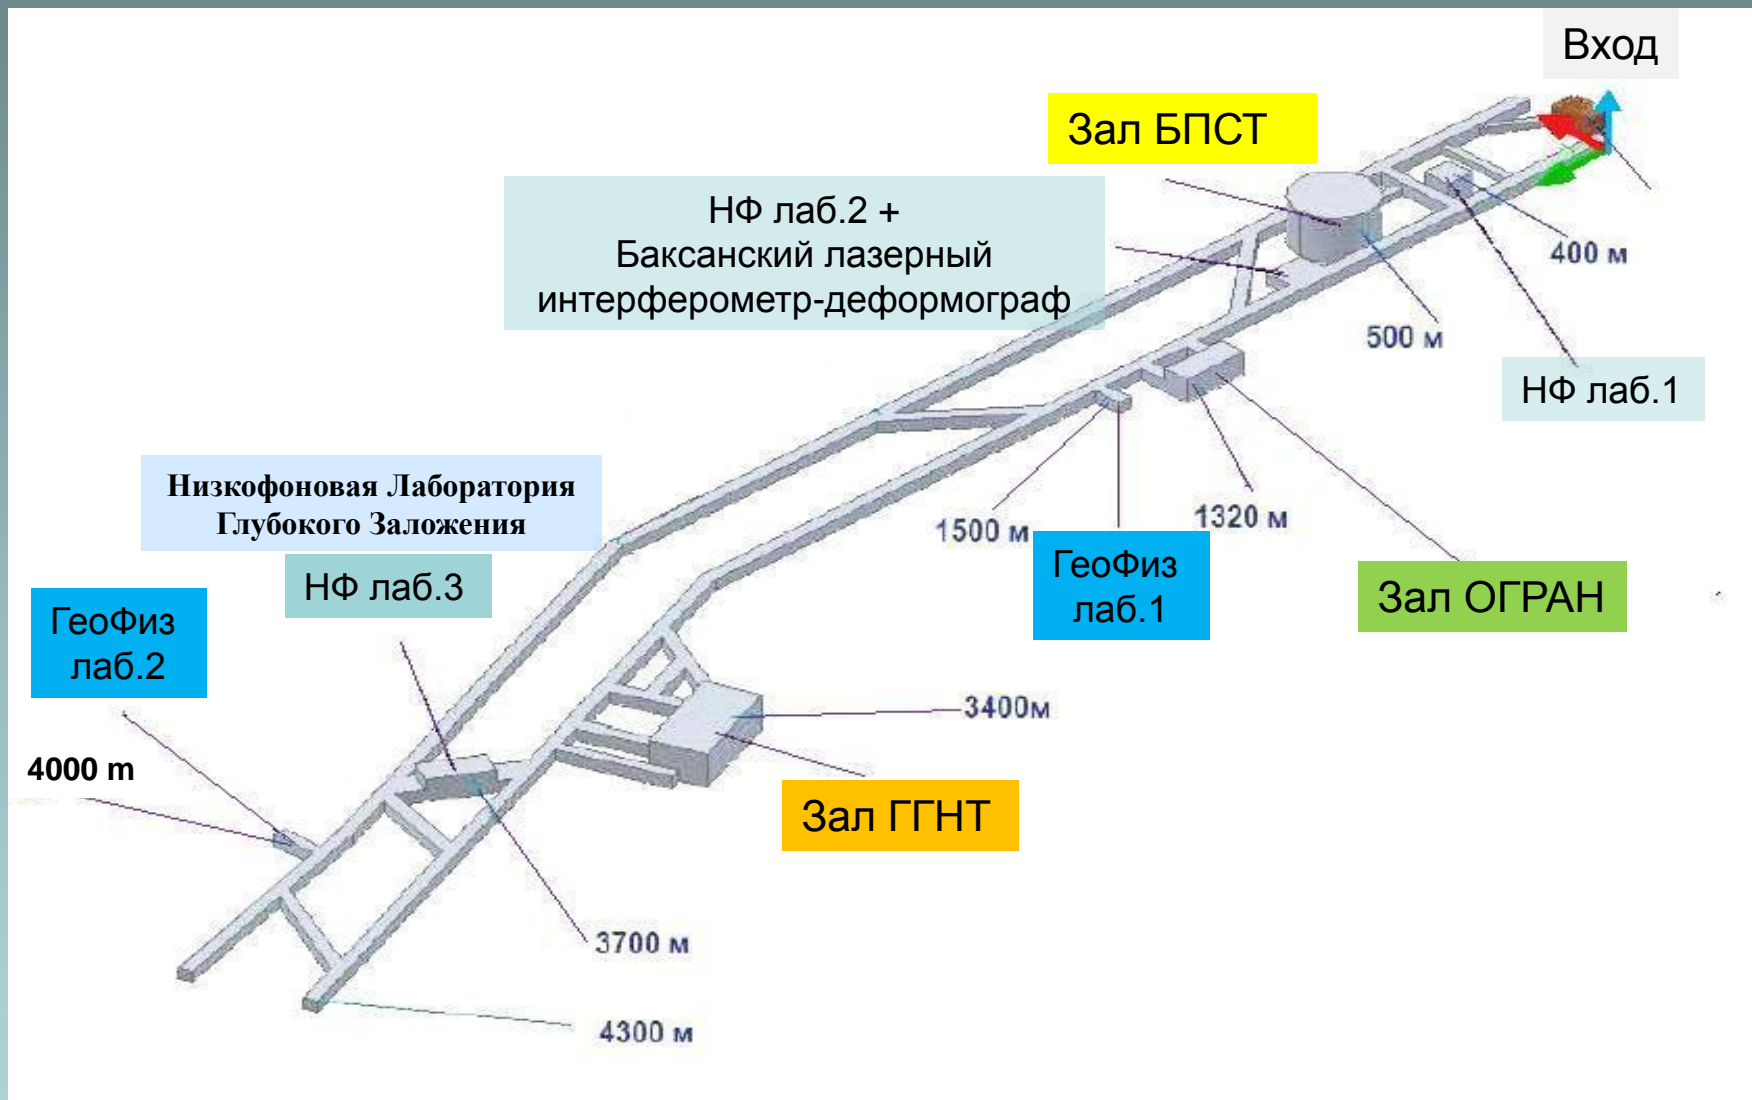 Вход
Зал БПСТ
НФ лаб.2 +
Баксанский лазерный
интерферометр-деформограф
400 м
500 м
НФ лаб.1
Низкофоновая Лаборатория
Глубокого Заложения
1500 м
1320 м
ГеоФиз
лаб.1
Зал ОГРАН
НФ лаб.3
ГеоФиз
лаб.2
3400м
4000 m
Зал ГГНТ
3700 м
4300 м